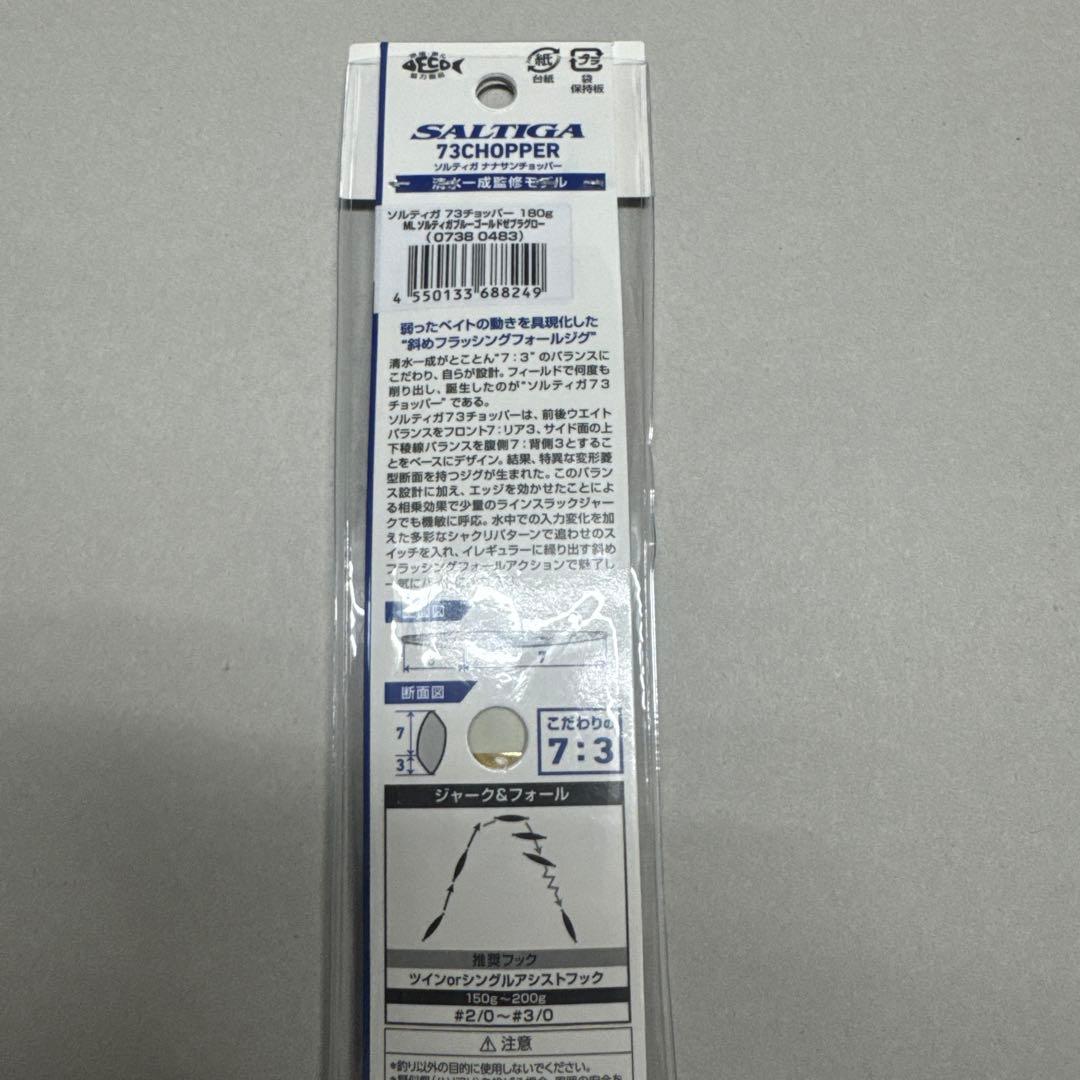 DECO
紙
台紙
プラ
袋
保持板
SALTIGA
73CHOPPER
ソルティガ ナナサンチョッパー
清水一成監修モデル
ソルティガ 73チョッパー 180g
ML ソルティガブルーゴールドゼブラグロー
(0738 0483)
4 550133 688249
弱ったベイトの動きを具現化した
“斜めフラッシングフォールジグ”
清水一成がとことん“7:3”のバランスに
こだわり、自らが設計。フィールドで何度も
削り出し、誕生したのが“ソルティガ73
チョッパー”である。
ソルティガ73チョッパーは、前後ウエイト
バランスをフロント7:リア3、サイド面の上
下稜線バランスを腹側7:背側3とするこ
とをベースにデザイン。結果、特異な変形菱
型断面を持つジグが生まれた。このバラン
ス設計に加え、エッジを効かせたことによ
る相乗効果で少量のラインスラックジャー
クでも機敏に呼応。水中での入力変化を加
えた多彩なシャクリパターンで追わせのス
イッチを入れ、イレギュラーに繰り出す斜め
フラッシングフォールアクションで魅了し
一気にバイトに
図
7
断面図
7
3
こだわりの
7:3
ジャーク&フォール
推奨フック
ツインorシングルアシストフック
150g~200g
#2/0~#3/0
⚠ 注意
*釣り以外の目的に使用しないでください。